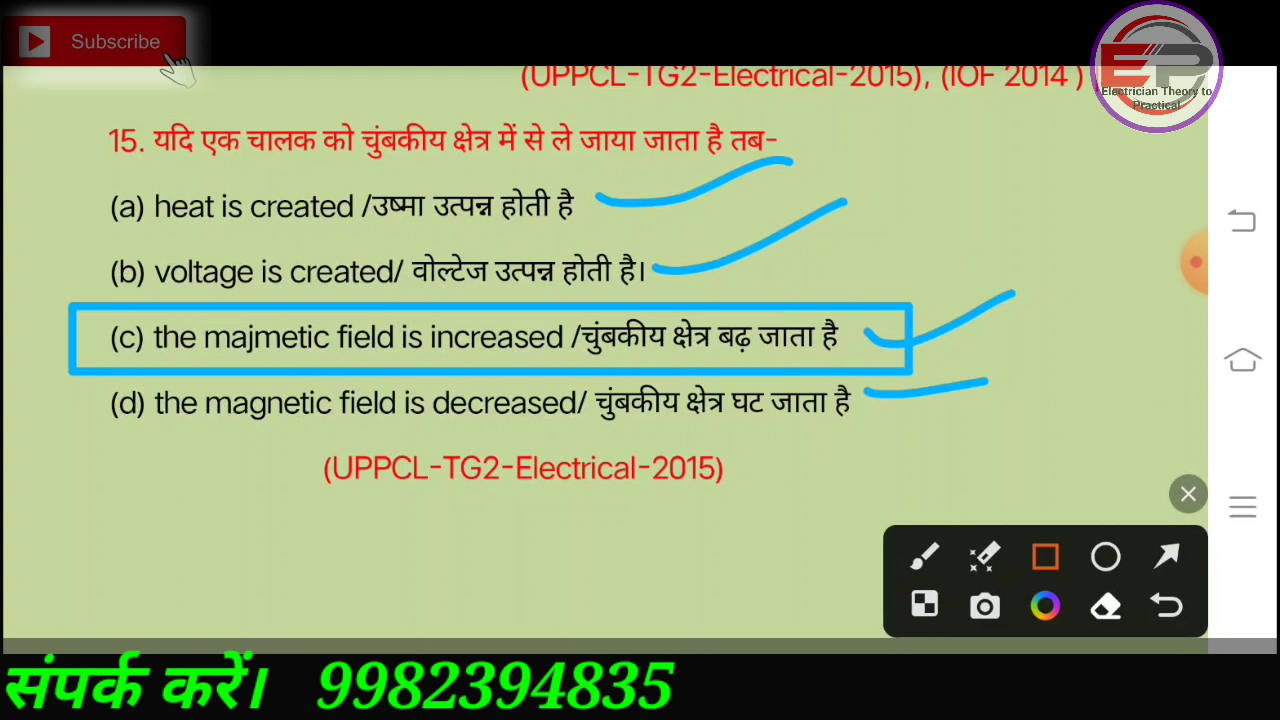 Subscribe
EP
Electrician Theory to
Practical
(UPPCL-TG2-Electrical-2015), (IOF 2014 )
15. यदि एक चालक को चुंबकीय क्षेत्र में से ले जाया जाता है तब-
(a) heat is created /उष्मा उत्पन्न होती है
(b) voltage is created/ वोल्टेज उत्पन्न होती है।
(c) the majmetic field is increased /चुंबकीय क्षेत्र बढ़ जाता है
(d) the magnetic field is decreased/ चुंबकीय क्षेत्र घट जाता है
(UPPCL-TG2-Electrical-2015)
संपर्क करें। 9982394835